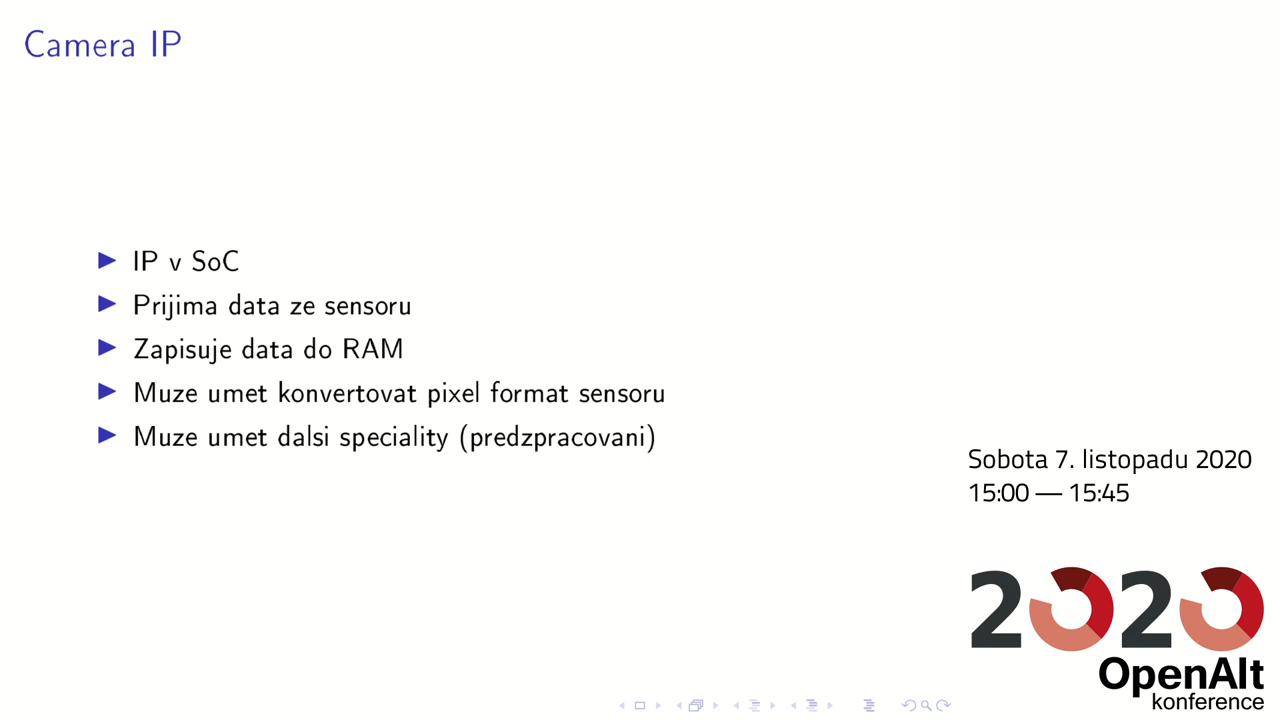 Camera IP
IP v SoC
Prijima data ze sensoru
Zapisuje data do RAM
Muze umet konvertovat pixel format sensoru
Muze umet dalsi speciality (predzpracovani)
Sobota 7. listopadu 2020
15:00 — 15:45
2020
OpenAlt
konference